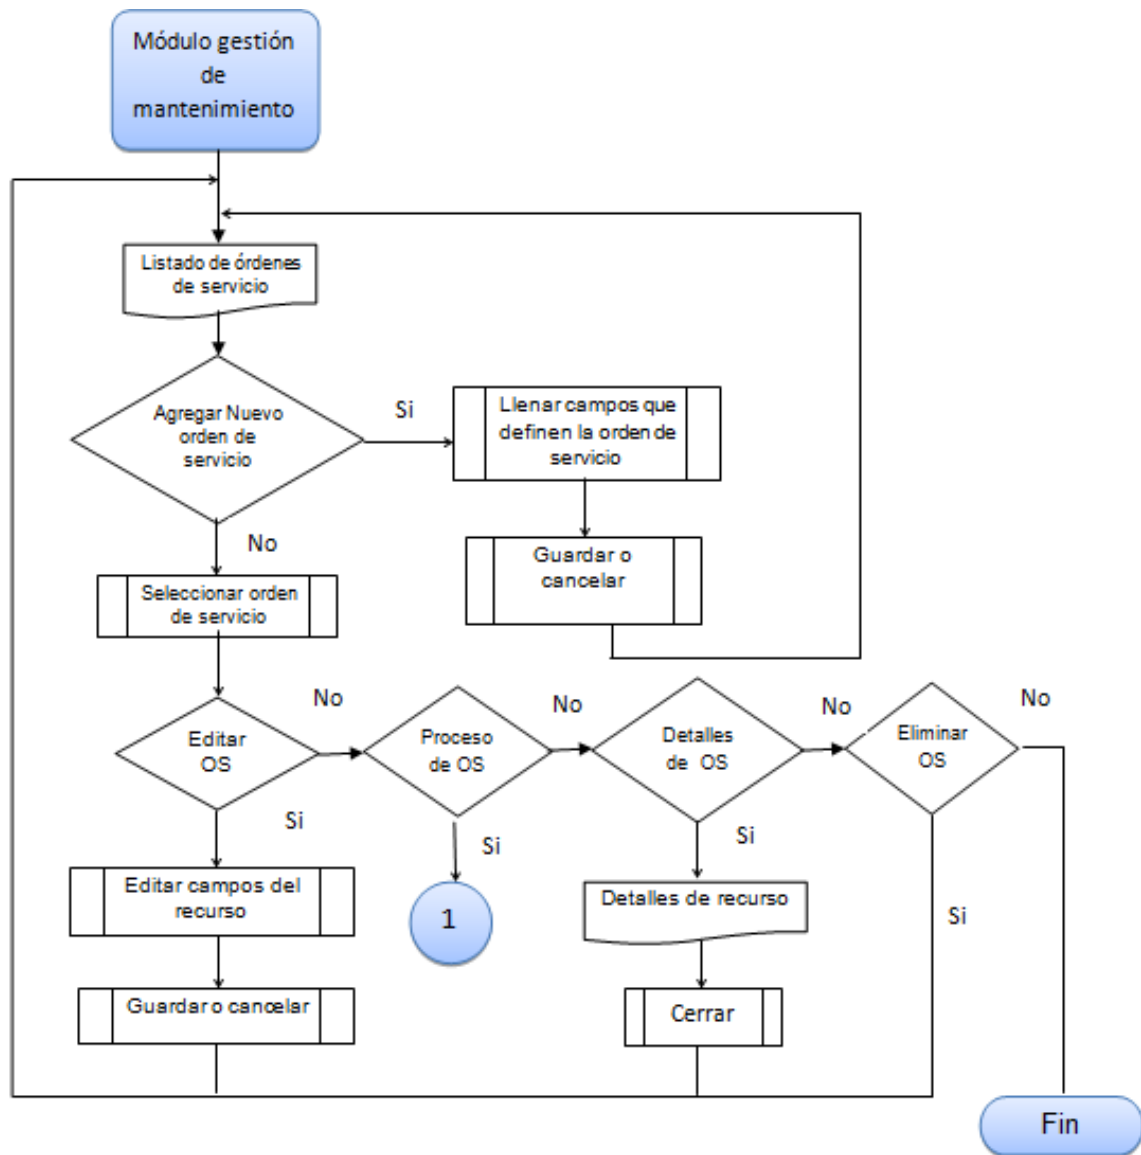 Módulo gestión
de
mantenimiento
Listado de órdenes
de servicio
Agregar Nuevo
orden de
servicio
Si
Llenar campos que
definen la orden de
servicio
No
Guardar o
cancelar
Seleccionar orden
de servicio
No
No
No
No
Editar
OS
Proceso
de OS
Detalles
de OS
Eliminar
OS
Si
Si
Si
Si
Editar campos del
recurso
1
Detalles de recurso
Guardar o cancelar
Cerrar
Fin